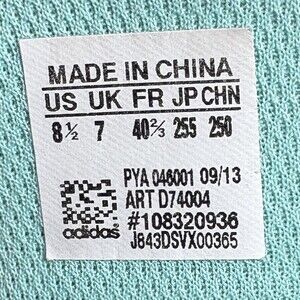 MADE IN CHINA
US UK FR JP CHN
8½ 7 40⅔ 255 250
PYA 046001 09/13
ART D74004
#108320936
adidas
J843DSVX00365